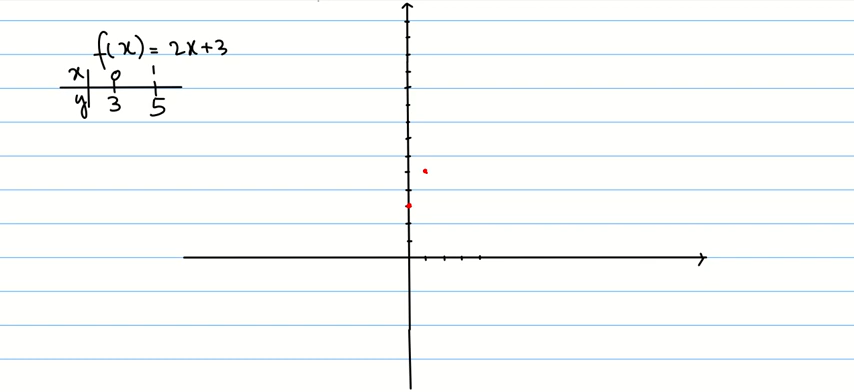 f(x) = 2x+3
x 0 1
y 3 5